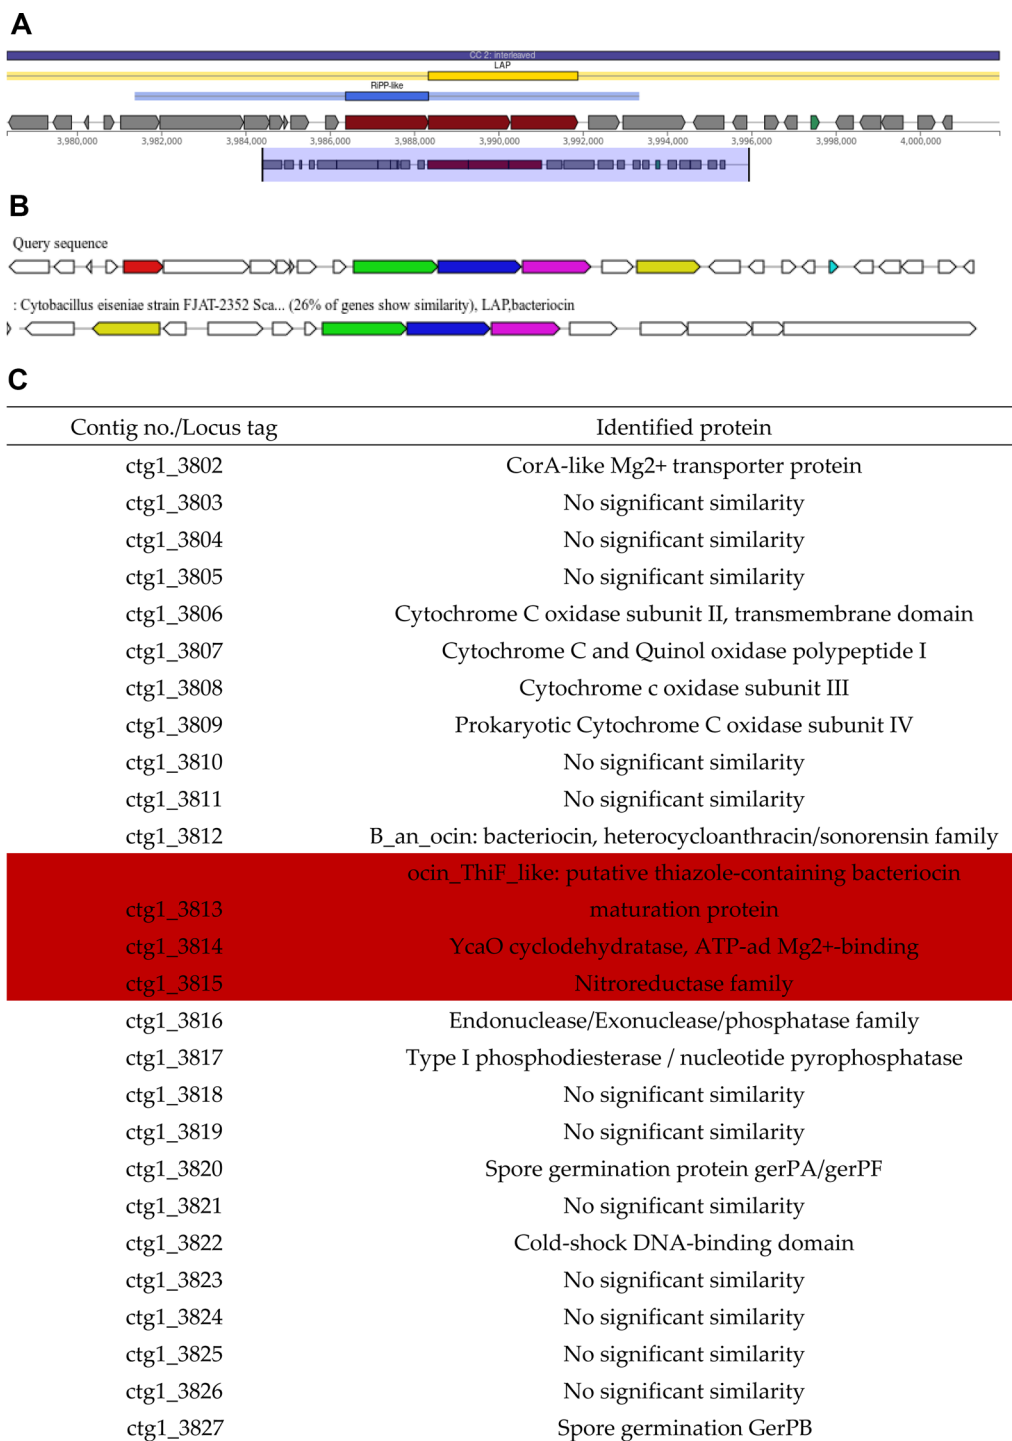 A
CC 2: interleaved
LAP
RiPP-like
3,980,000 3,982,000 3,984,000 3,986,000 3,988,000 3,990,000 3,992,000 3,994,000 3,996,000 3,998,000 4,000,000
B
Query sequence
: Cytobacillus eiseniae strain FJAT-2352 Sca... (26% of genes show similarity), LAP,bacteriocin
C
Contig no./Locus tag Identified protein
ctg1_3802 CorA-like Mg2+ transporter protein
ctg1_3803 No significant similarity
ctg1_3804 No significant similarity
ctg1_3805 No significant similarity
ctg1_3806 Cytochrome C oxidase subunit II, transmembrane domain
ctg1_3807 Cytochrome C and Quinol oxidase polypeptide I
ctg1_3808 Cytochrome c oxidase subunit III
ctg1_3809 Prokaryotic Cytochrome C oxidase subunit IV
ctg1_3810 No significant similarity
ctg1_3811 No significant similarity
ctg1_3812 B_an_ocin: bacteriocin, heterocycloanthracin/sonorensin family
ocin_ThiF_like: putative thiazole-containing bacteriocin
ctg1_3813 maturation protein
ctg1_3814 YcaO cyclodehydratase, ATP-ad Mg2+-binding
ctg1_3815 Nitroreductase family
ctg1_3816 Endonuclease/Exonuclease/phosphatase family
ctg1_3817 Type I phosphodiesterase / nucleotide pyrophosphatase
ctg1_3818 No significant similarity
ctg1_3819 No significant similarity
ctg1_3820 Spore germination protein gerPA/gerPF
ctg1_3821 No significant similarity
ctg1_3822 Cold-shock DNA-binding domain
ctg1_3823 No significant similarity
ctg1_3824 No significant similarity
ctg1_3825 No significant similarity
ctg1_3826 No significant similarity
ctg1_3827 Spore germination GerPB